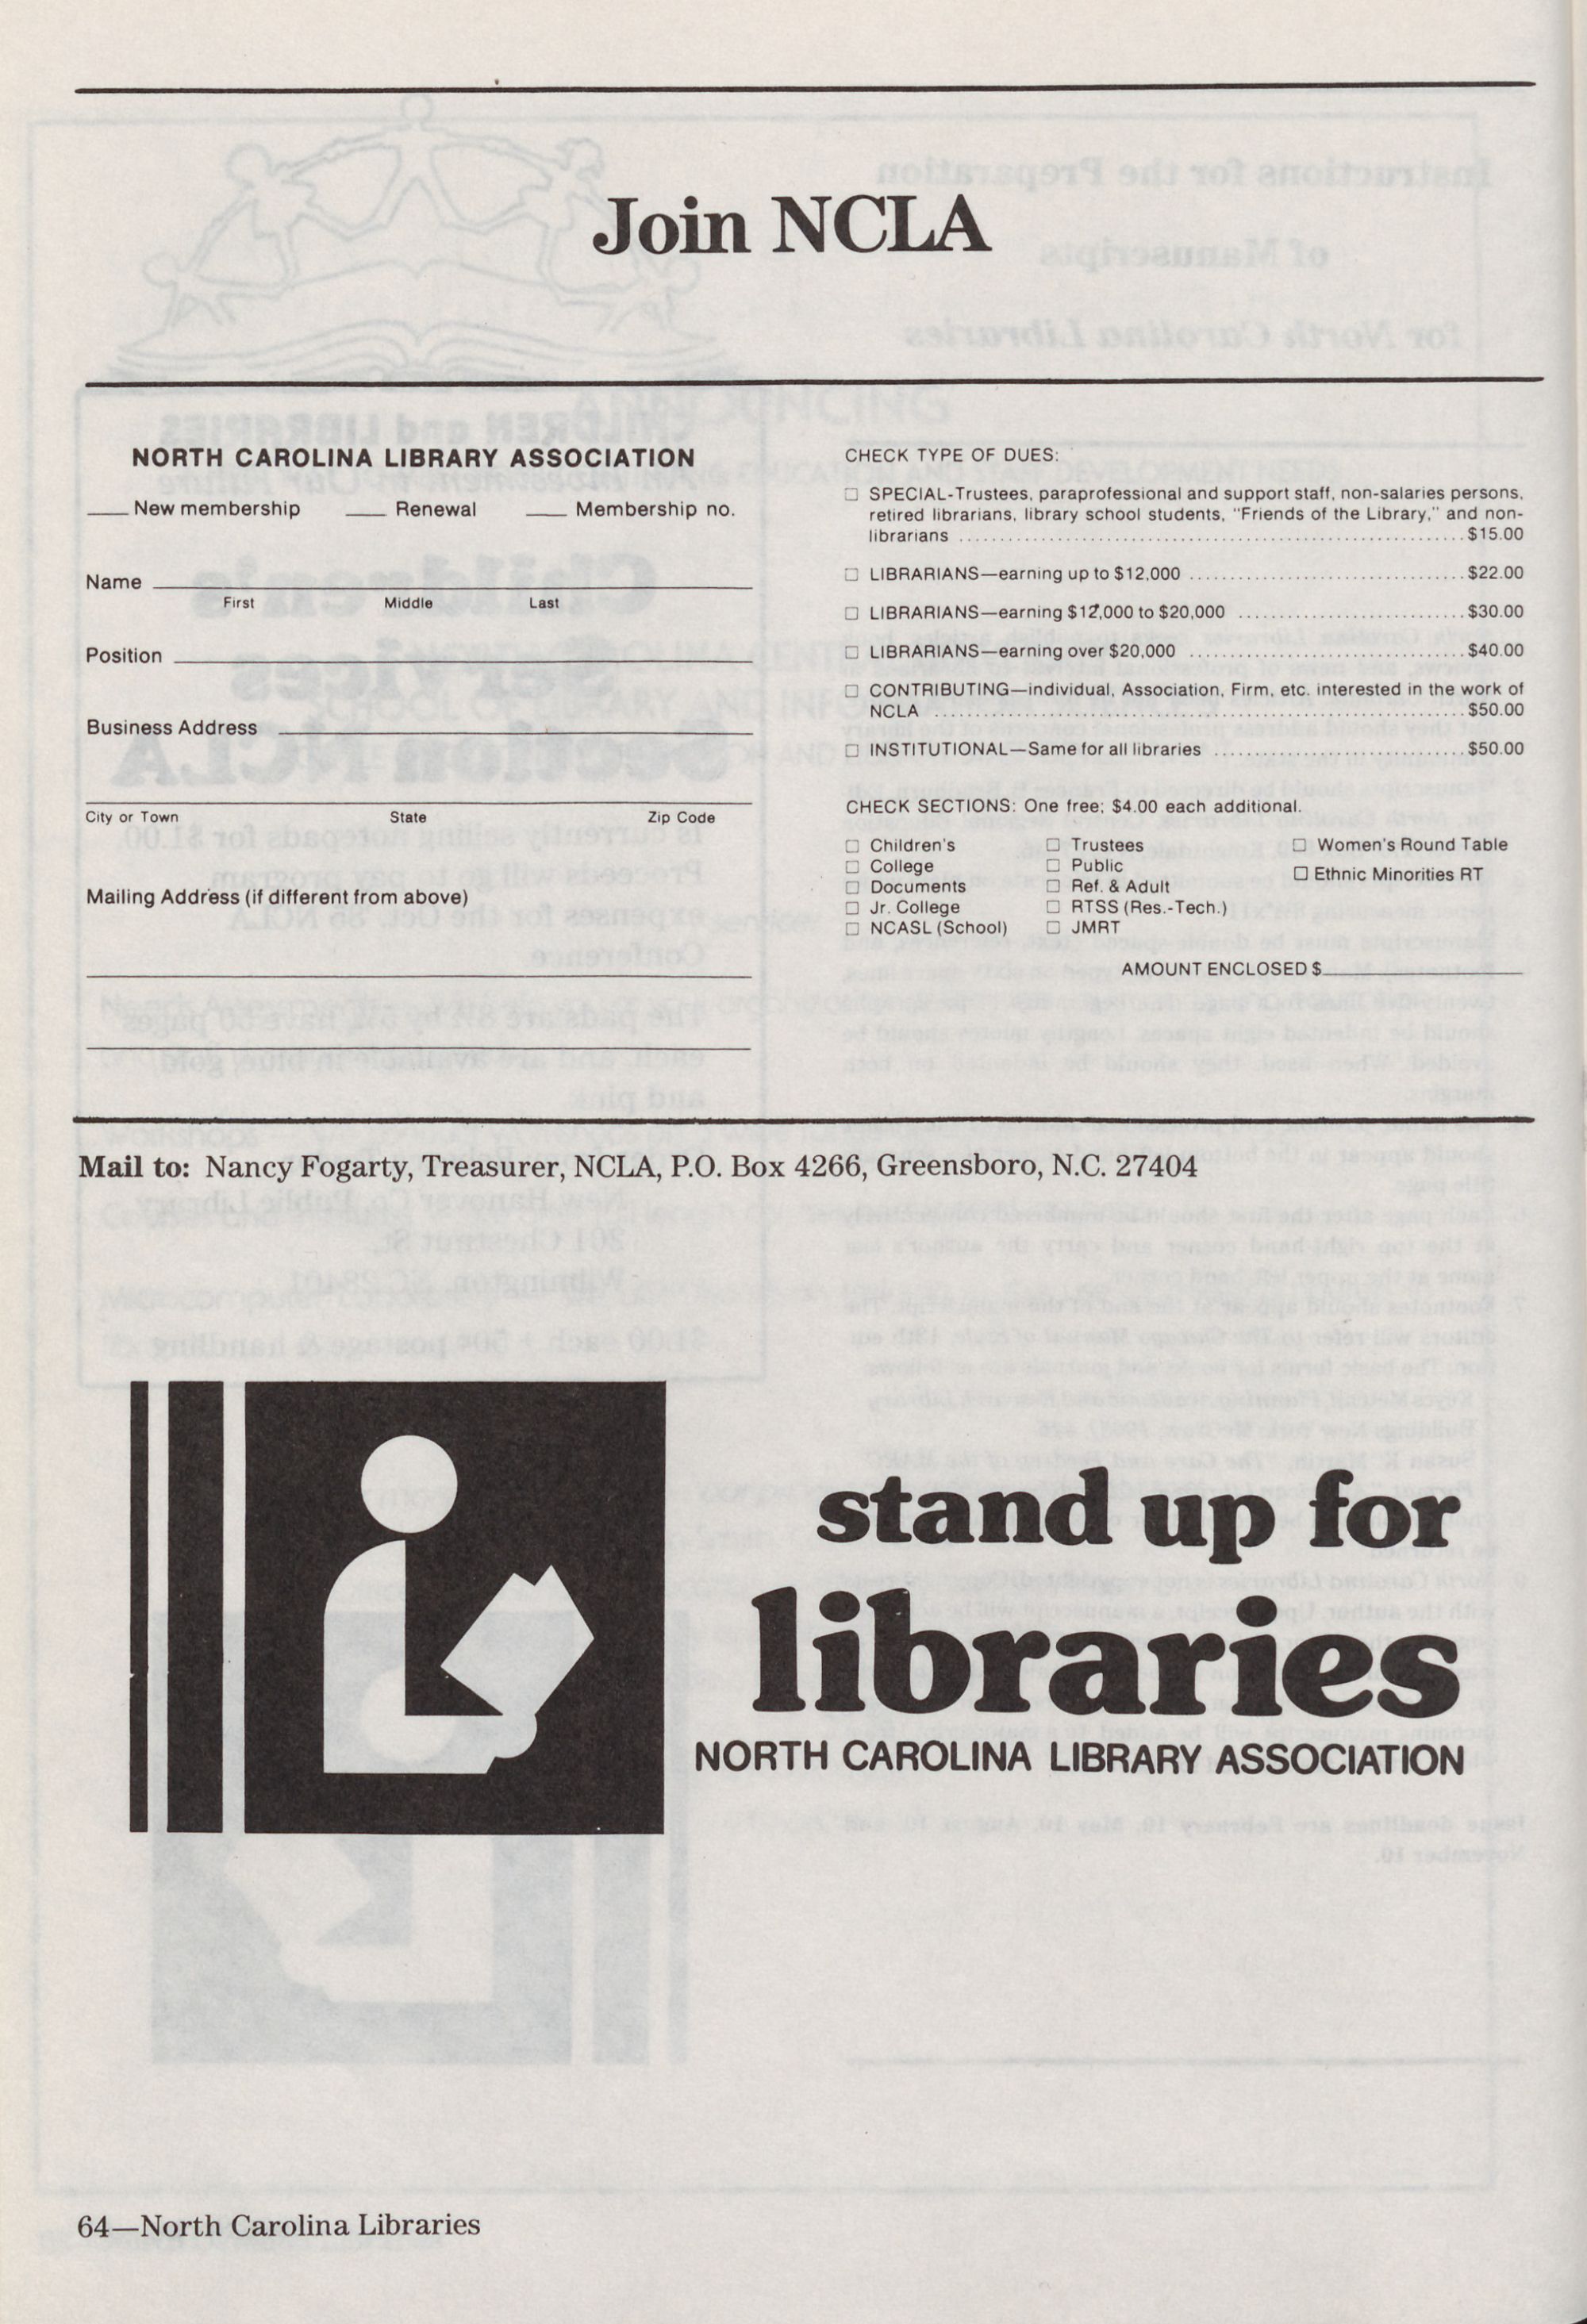 Join NCLA
NORTH CAROLINA LIBRARY ASSOCIATION
____ New membership ____ Renewal ____ Membership no.
Name
First Middle Last
Position
Business Address
City or Town State Zip Code
Mailing Address (if different from above)
CHECK TYPE OF DUES:
☐ SPECIAL-Trustees, paraprofessional and support staff, non-salaries persons,
retired librarians, library school students, "Friends of the Library," and non-
librarians ........ $15.00
☐ LIBRARIANS—earning up to $12,000 ........ $22.00
☐ LIBRARIANS—earning $12,000 to $20,000 ........ $30.00
☐ LIBRARIANS—earning over $20,000 ........ $40.00
☐ CONTRIBUTING—individual, Association, Firm, etc. interested in the work of
NCLA ........ $50.00
☐ INSTITUTIONAL—Same for all libraries ........ $50.00
CHECK SECTIONS: One free; $4.00 each additional.
☐ Children's ☐ Trustees ☐ Women's Round Table
☐ College ☐ Public ☐ Ethnic Minorities RT
☐ Documents ☐ Ref. & Adult
☐ Jr. College ☐ RTSS (Res.-Tech.)
☐ NCASL (School) ☐ JMRT
AMOUNT ENCLOSED $
Mail to: Nancy Fogarty, Treasurer, NCLA, P.O. Box 4266, Greensboro, N.C. 27404
stand up for
libraries
NORTH CAROLINA LIBRARY ASSOCIATION
64—North Carolina Libraries